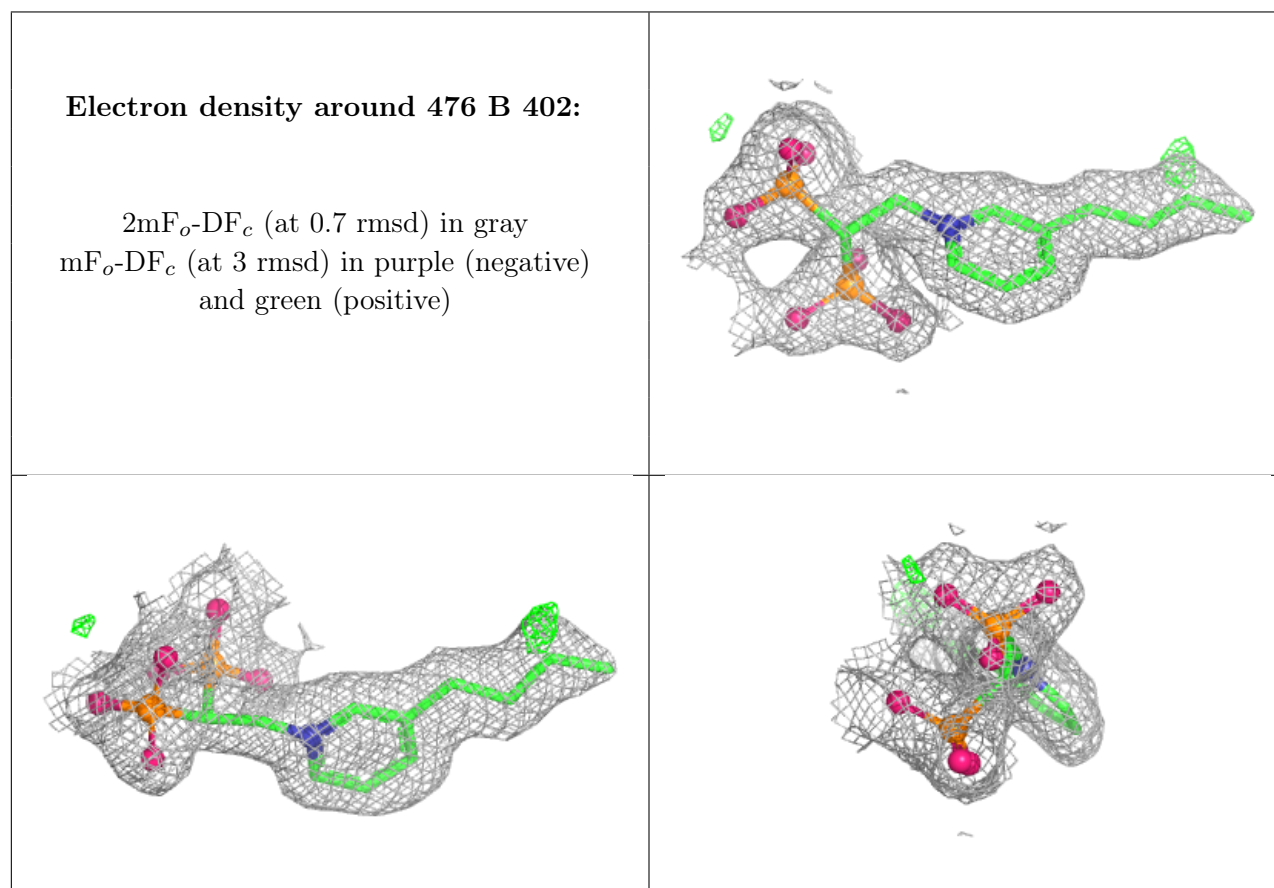 Electron density around 476 B 402:
2mFo-DFc (at 0.7 rmsd) in gray
mFo-DFc (at 3 rmsd) in purple (negative)
and green (positive)